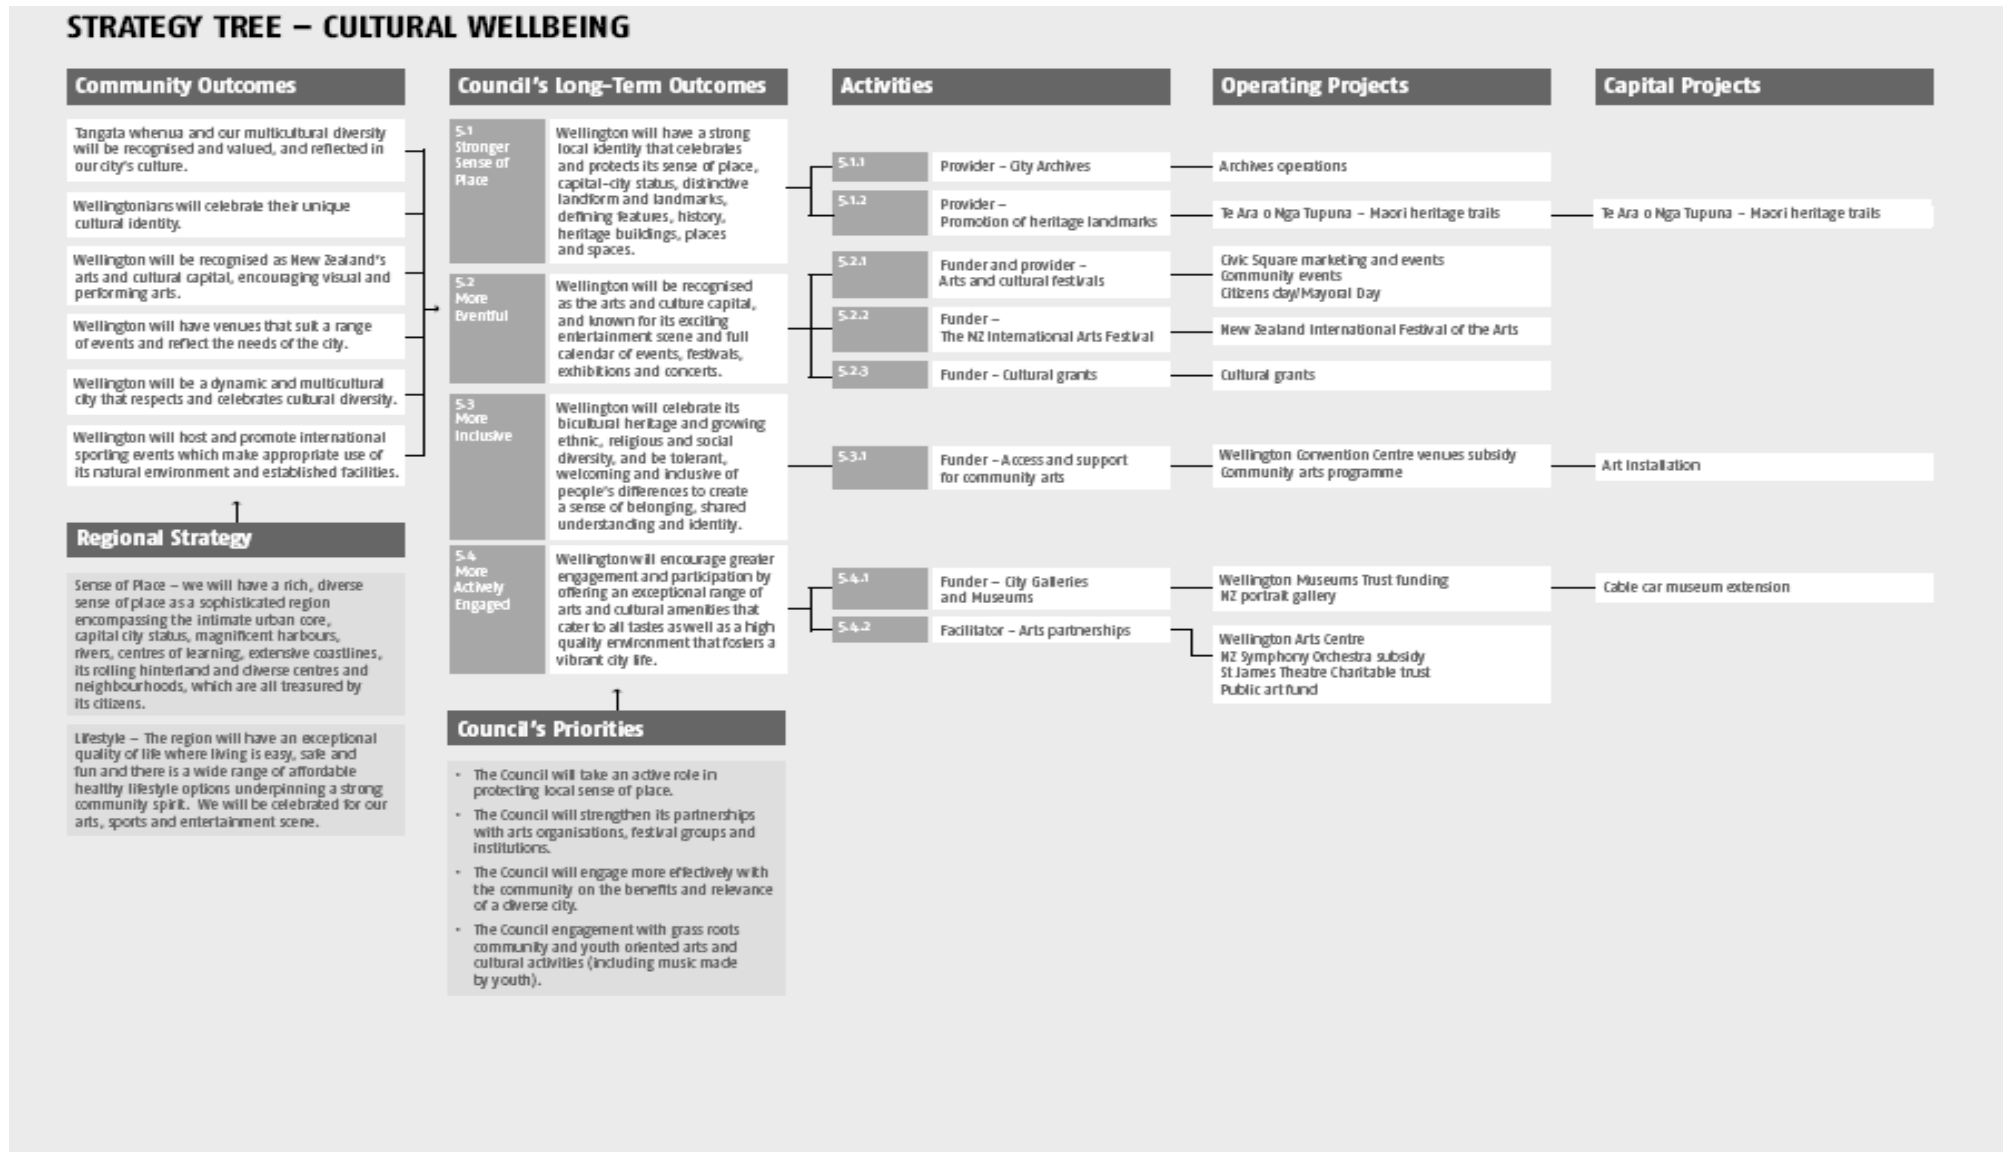 STRATEGY TREE – CULTURAL WELLBEING
Community Outcomes
Tangata whenua and our multicultural diversity
will be recognised and valued, and reflected in
our city's culture.
Wellingtonians will celebrate their unique
cultural identity.
Wellington will be recognised as New Zealand's
arts and cultural capital, encouraging visual and
performing arts.
Wellington will have venues that suit a range
of events and reflect the needs of the city.
Wellington will be a dynamic and multicultural
city that respects and celebrates cultural diversity.
Wellington will host and promote international
sporting events which make appropriate use of
its natural environment and established facilities.
Regional Strategy
Sense of Place – we will have a rich, diverse
sense of place as a sophisticated region
encompassing the intimate urban core,
capital city status, magnificent harbours,
rivers, centres of learning, extensive coastlines,
its rolling hinterland and diverse centres and
neighbourhoods, which are all treasured by
its citizens.
Lifestyle – The region will have an exceptional
quality of life where living is easy, safe and
fun and there is a wide range of affordable
healthy lifestyle options underpinning a strong
community spirit. We will be celebrated for our
arts, sports and entertainment scene.
Council's Long-Term Outcomes
5.1
Stronger
Sense of
Place
Wellington will have a strong
local identity that celebrates
and protects its sense of place,
capital-city status, distinctive
landform and landmarks,
defining features, history,
heritage buildings, places
and spaces.
5.2
More
Eventful
Wellington will be recognised
as the arts and culture capital,
and known for its exciting
entertainment scene and full
calendar of events, festivals,
exhibitions and concerts.
5.3
More
Inclusive
Wellington will celebrate its
bicultural heritage and growing
ethnic, religious and social
diversity, and be tolerant,
welcoming and inclusive of
people's differences to create
a sense of belonging, shared
understanding and identity.
5.4
More
Actively
Engaged
Wellington will encourage greater
engagement and participation by
offering an exceptional range of
arts and cultural amenities that
cater to all tastes as well as a high
quality environment that fosters a
vibrant city life.
Council's Priorities
• The Council will take an active role in
protecting local sense of place.
• The Council will strengthen its partnerships
with arts organisations, festival groups and
institutions.
• The Council will engage more effectively with
the community on the benefits and relevance
of a diverse city.
• The Council engagement with grass roots
community and youth oriented arts and
cultural activities (including music made
by youth).
Activities
5.1.1
Provider – City Archives
5.1.2
Provider –
Promotion of heritage landmarks
5.2.1
Funder and provider –
Arts and cultural festivals
5.2.2
Funder –
The NZ International Arts Festival
5.2.3
Funder – Cultural grants
5.3.1
Funder – Access and support
for community arts
5.4.1
Funder – City Galleries
and Museums
5.4.2
Facilitator – Arts partnerships
Operating Projects
Archives operations
Te Ara o Nga Tupuna – Maori heritage trails
Civic Square marketing and events
Community events
Citizens day/Mayoral Day
New Zealand International Festival of the Arts
Cultural grants
Wellington Convention Centre venues subsidy
Community arts programme
Wellington Museums Trust funding
NZ portrait gallery
Wellington Arts Centre
NZ Symphony Orchestra subsidy
St James Theatre Charitable trust
Public art fund
Capital Projects
Te Ara o Nga Tupuna – Maori heritage trails
Art Installation
Cable car museum extension